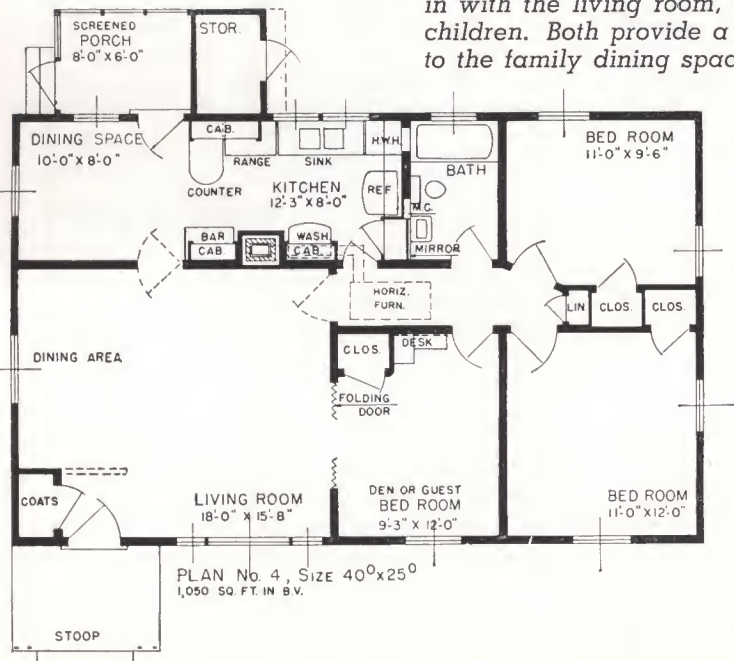 in with the living room,
children. Both provide a
to the family dining spac
SCREENED
PORCH
8'-0" X 6'-0"
STOR.
DINING SPACE
10'-0" X 8'-0"
CAB.
RANGE
SINK
H.W.H.
COUNTER
KITCHEN
12'-3" X 8'-0"
REF.
BATH
M.C.
MIRROR
BED ROOM
11'-0" X 9'-6"
BAR
CAB.
WASH.
CAB.
HORIZ.
FURN.
LIN.
CLOS.
CLOS.
DINING AREA
CLOS.
DESK
FOLDING
DOOR
COATS
LIVING ROOM
18'-0" X 15'-8"
DEN OR GUEST
BED ROOM
9'-3" X 12'-0"
BED ROOM
11'-0" X 12'-0"
PLAN No. 4, SIZE 40⁰x25⁰
1,050 SQ. FT. IN B.V.
STOOP